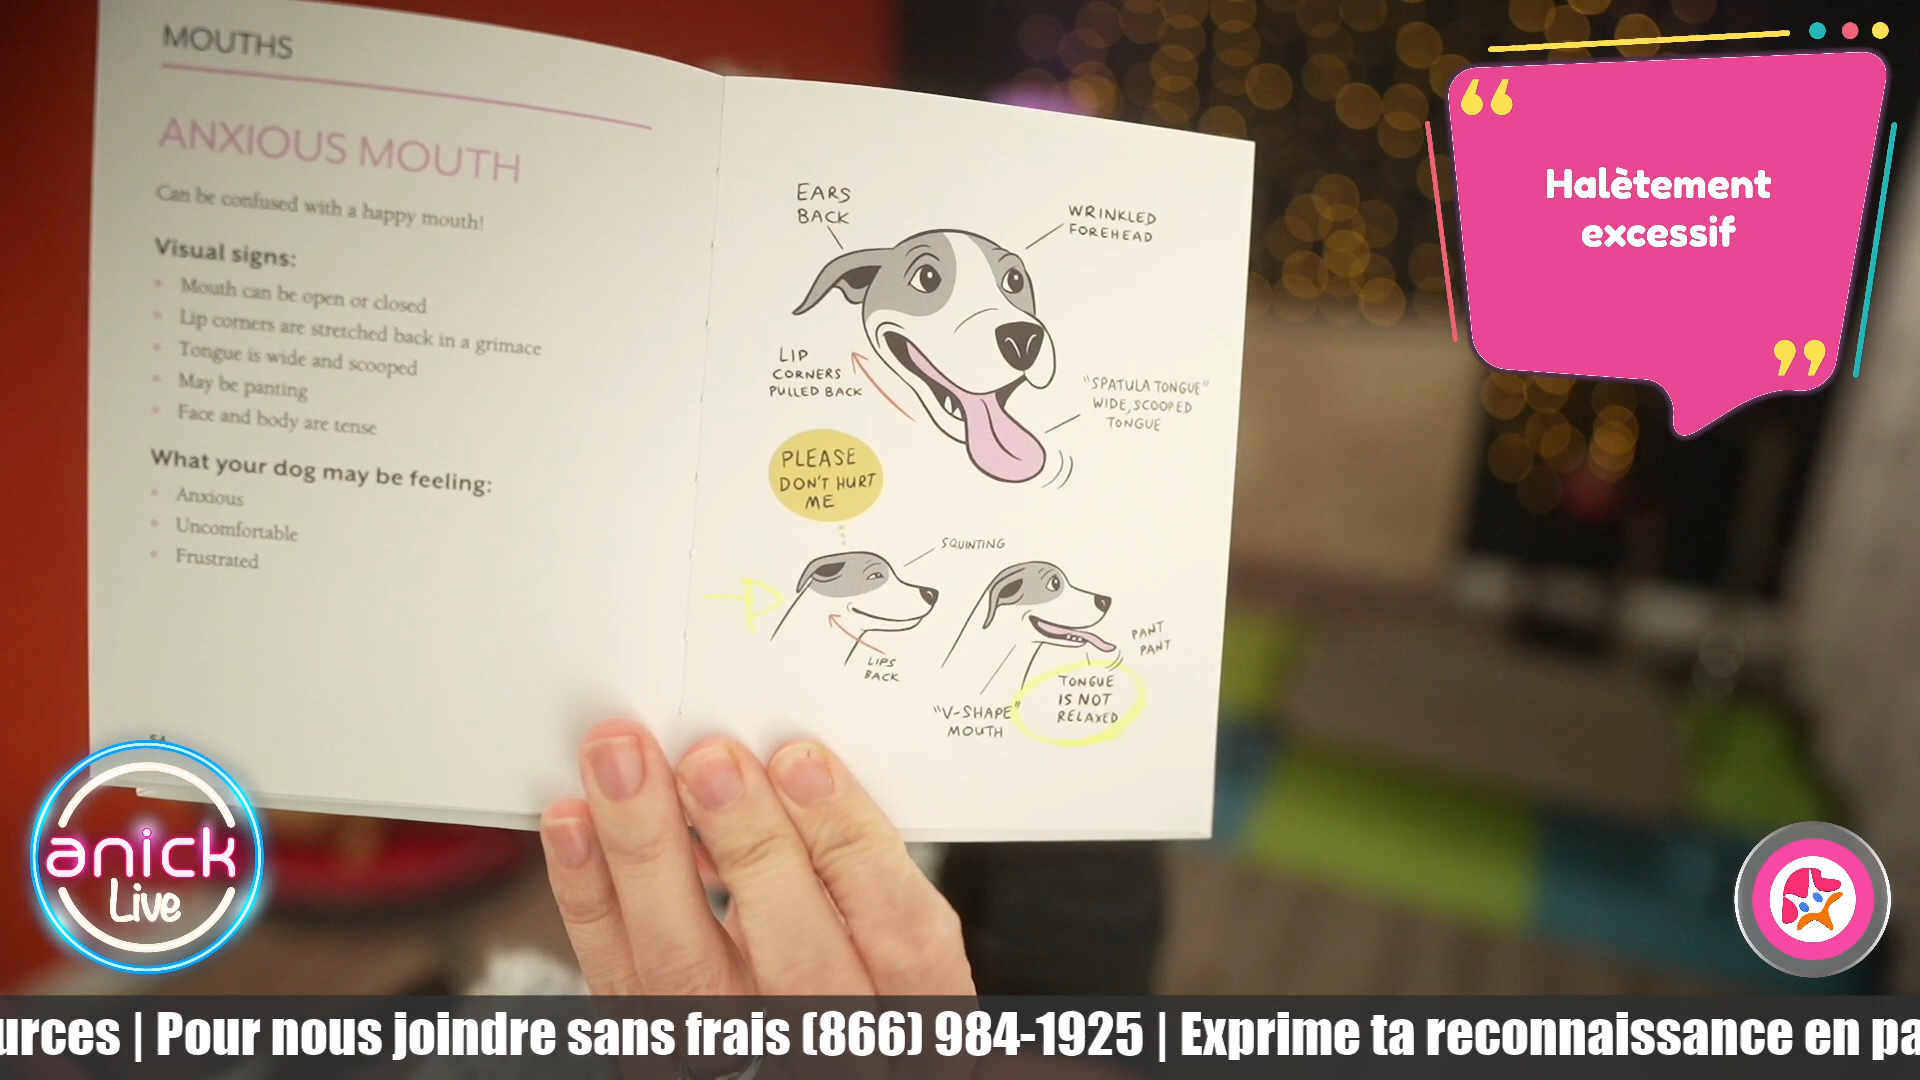 MOUTHS
ANXIOUS MOUTH
Can be confused with a happy mouth!
Visual signs:
• Mouth can be open or closed
• Lip corners are stretched back in a grimace
• Tongue is wide and scooped
• May be panting
• Face and body are tense
What your dog may be feeling:
• Anxious
• Uncomfortable
• Frustrated
EARS
BACK
WRINKLED
FOREHEAD
LIP
CORNERS
PULLED BACK
"SPATULA TONGUE"
WIDE, SCOOPED
TONGUE
PLEASE
DON'T HURT
ME
SQUINTING
LIPS
BACK
PANT
PANT
"V-SHAPE"
MOUTH
TONGUE
IS NOT
RELAXED
“
Halètement
excessif
”
anick
Live
urces | Pour nous joindre sans frais (866) 984-1925 | Exprime ta reconnaissance en pa